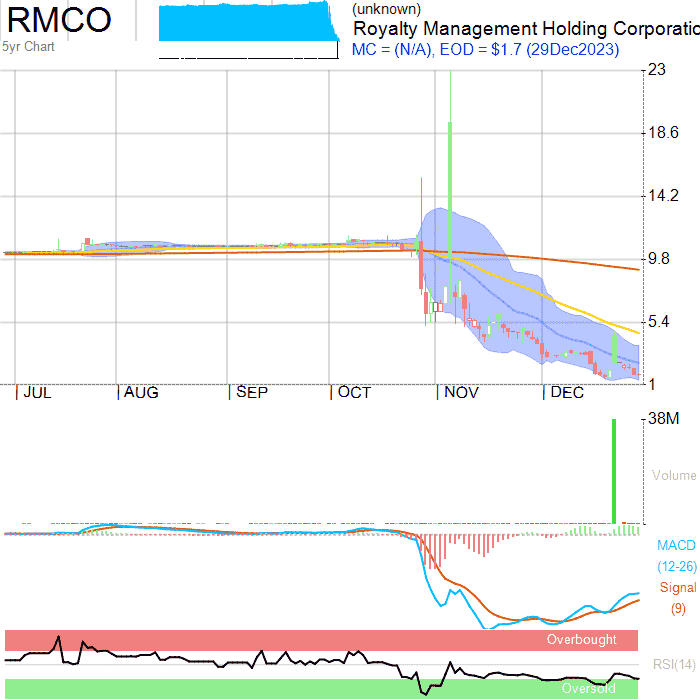 RMCO
5yr Chart
(unknown)
Royalty Management Holding Corporatio
MC = (N/A), EOD = $1.7 (29Dec2023)
23
18.6
14.2
9.8
5.4
1
JUL AUG SEP OCT NOV DEC
38M
Volume
MACD
(12-26)
Signal
(9)
Overbought
RSI(14)
Oversold